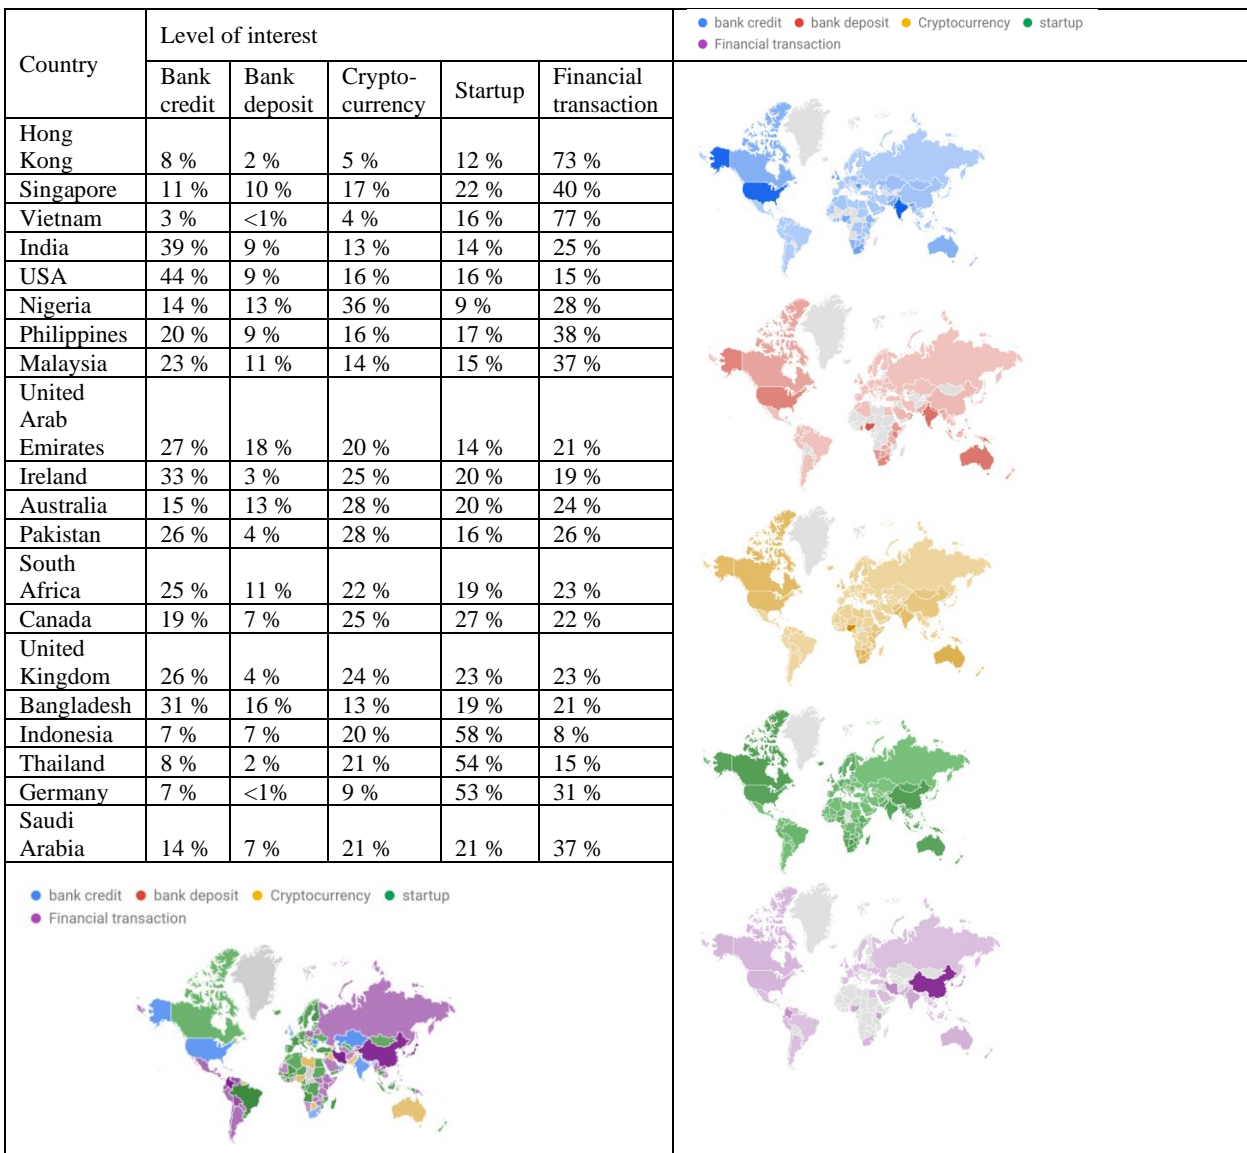 Country
Level of interest
Bank
credit
Bank
deposit
Crypto-
currency
Startup
Financial
transaction
Hong
Kong 8 % 2 % 5 % 12 % 73 %
Singapore 11 % 10 % 17 % 22 % 40 %
Vietnam 3 % <1% 4 % 16 % 77 %
India 39 % 9 % 13 % 14 % 25 %
USA 44 % 9 % 16 % 16 % 15 %
Nigeria 14 % 13 % 36 % 9 % 28 %
Philippines 20 % 9 % 16 % 17 % 38 %
Malaysia 23 % 11 % 14 % 15 % 37 %
United
Arab
Emirates 27 % 18 % 20 % 14 % 21 %
Ireland 33 % 3 % 25 % 20 % 19 %
Australia 15 % 13 % 28 % 20 % 24 %
Pakistan 26 % 4 % 28 % 16 % 26 %
South
Africa 25 % 11 % 22 % 19 % 23 %
Canada 19 % 7 % 25 % 27 % 22 %
United
Kingdom 26 % 4 % 24 % 23 % 23 %
Bangladesh 31 % 16 % 13 % 19 % 21 %
Indonesia 7 % 7 % 20 % 58 % 8 %
Thailand 8 % 2 % 21 % 54 % 15 %
Germany 7 % <1% 9 % 53 % 31 %
Saudi
Arabia 14 % 7 % 21 % 21 % 37 %
bank credit bank deposit Cryptocurrency startup
Financial transaction
bank credit bank deposit Cryptocurrency startup
Financial transaction